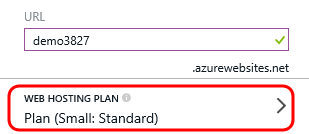 URL
demo3827
.azurewebsites.net
WEB HOSTING PLAN
Plan (Small: Standard)